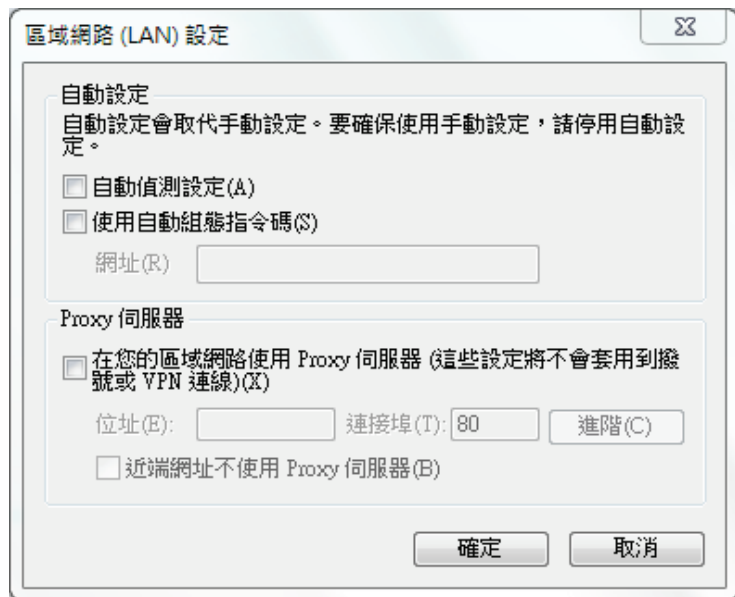 區域網路 (LAN) 設定
自動設定
自動設定會取代手動設定。要確保使用手動設定，請停用自動設
定。
自動偵測設定(A)
使用自動組態指令碼(S)
網址(R)
Proxy 伺服器
在您的區域網路使用 Proxy 伺服器 (這些設定將不會套用到撥
號或 VPN 連線)(X)
位址(E): 連接埠(T): 80 進階(C)
近端網址不使用 Proxy 伺服器(B)
確定 取消